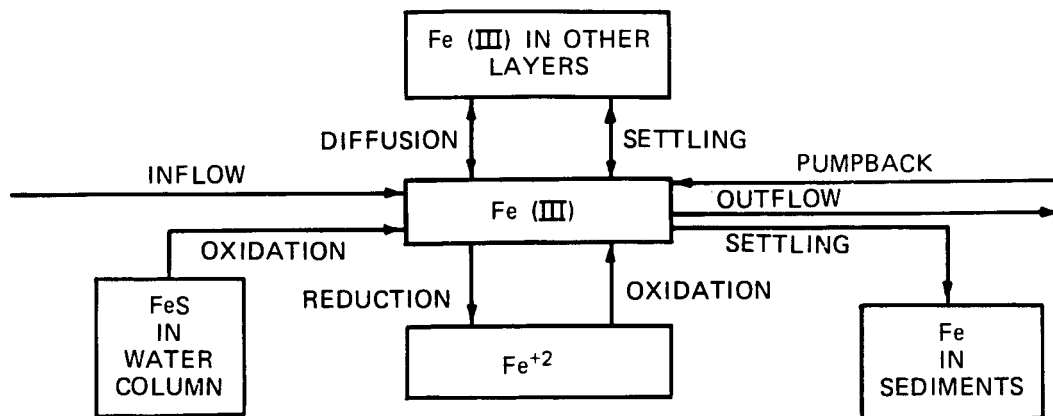 Fe (III) IN OTHER
LAYERS
DIFFUSION
SETTLING
INFLOW
PUMPBACK
Fe (III)
OUTFLOW
OXIDATION
SETTLING
REDUCTION
OXIDATION
FeS
IN
WATER
COLUMN
Fe+2
Fe
IN
SEDIMENTS